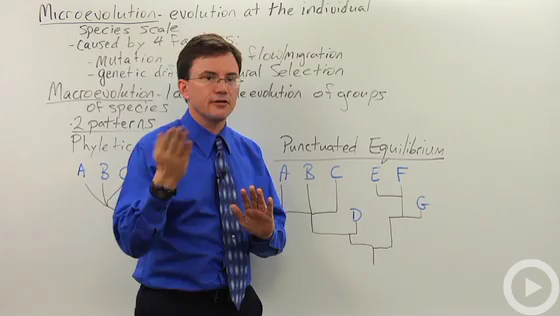 Microevolution - evolution at the individual
species scale
- caused by 4 Fa
- Mutation flow/migration
- genetic dri Selection
Macroevolution - evolution of groups
of species
· 2 patterns
Phyletic Punctuated Equilibrium
A B C A B C E F
D G